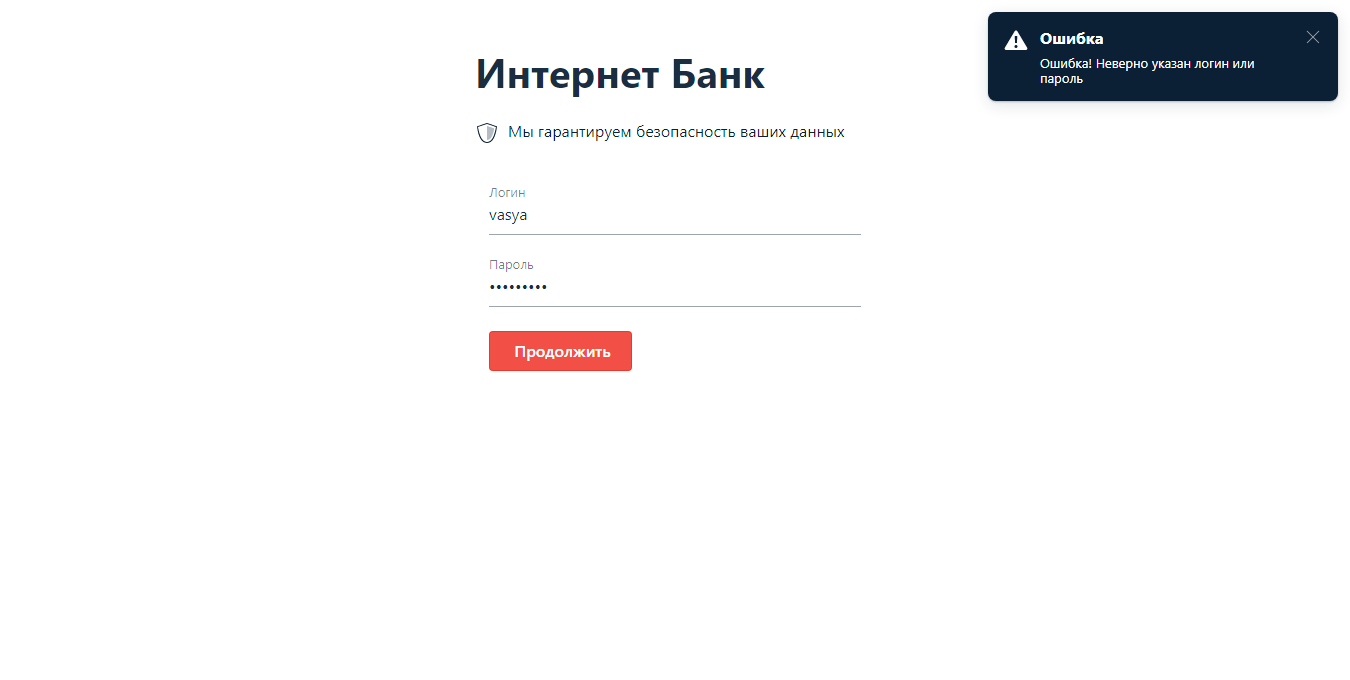 Интернет Банк
Мы гарантируем безопасность ваших данных
Логин
vasya
Пароль
•••••••••
Продолжить
Ошибка
Ошибка! Неверно указан логин или
пароль